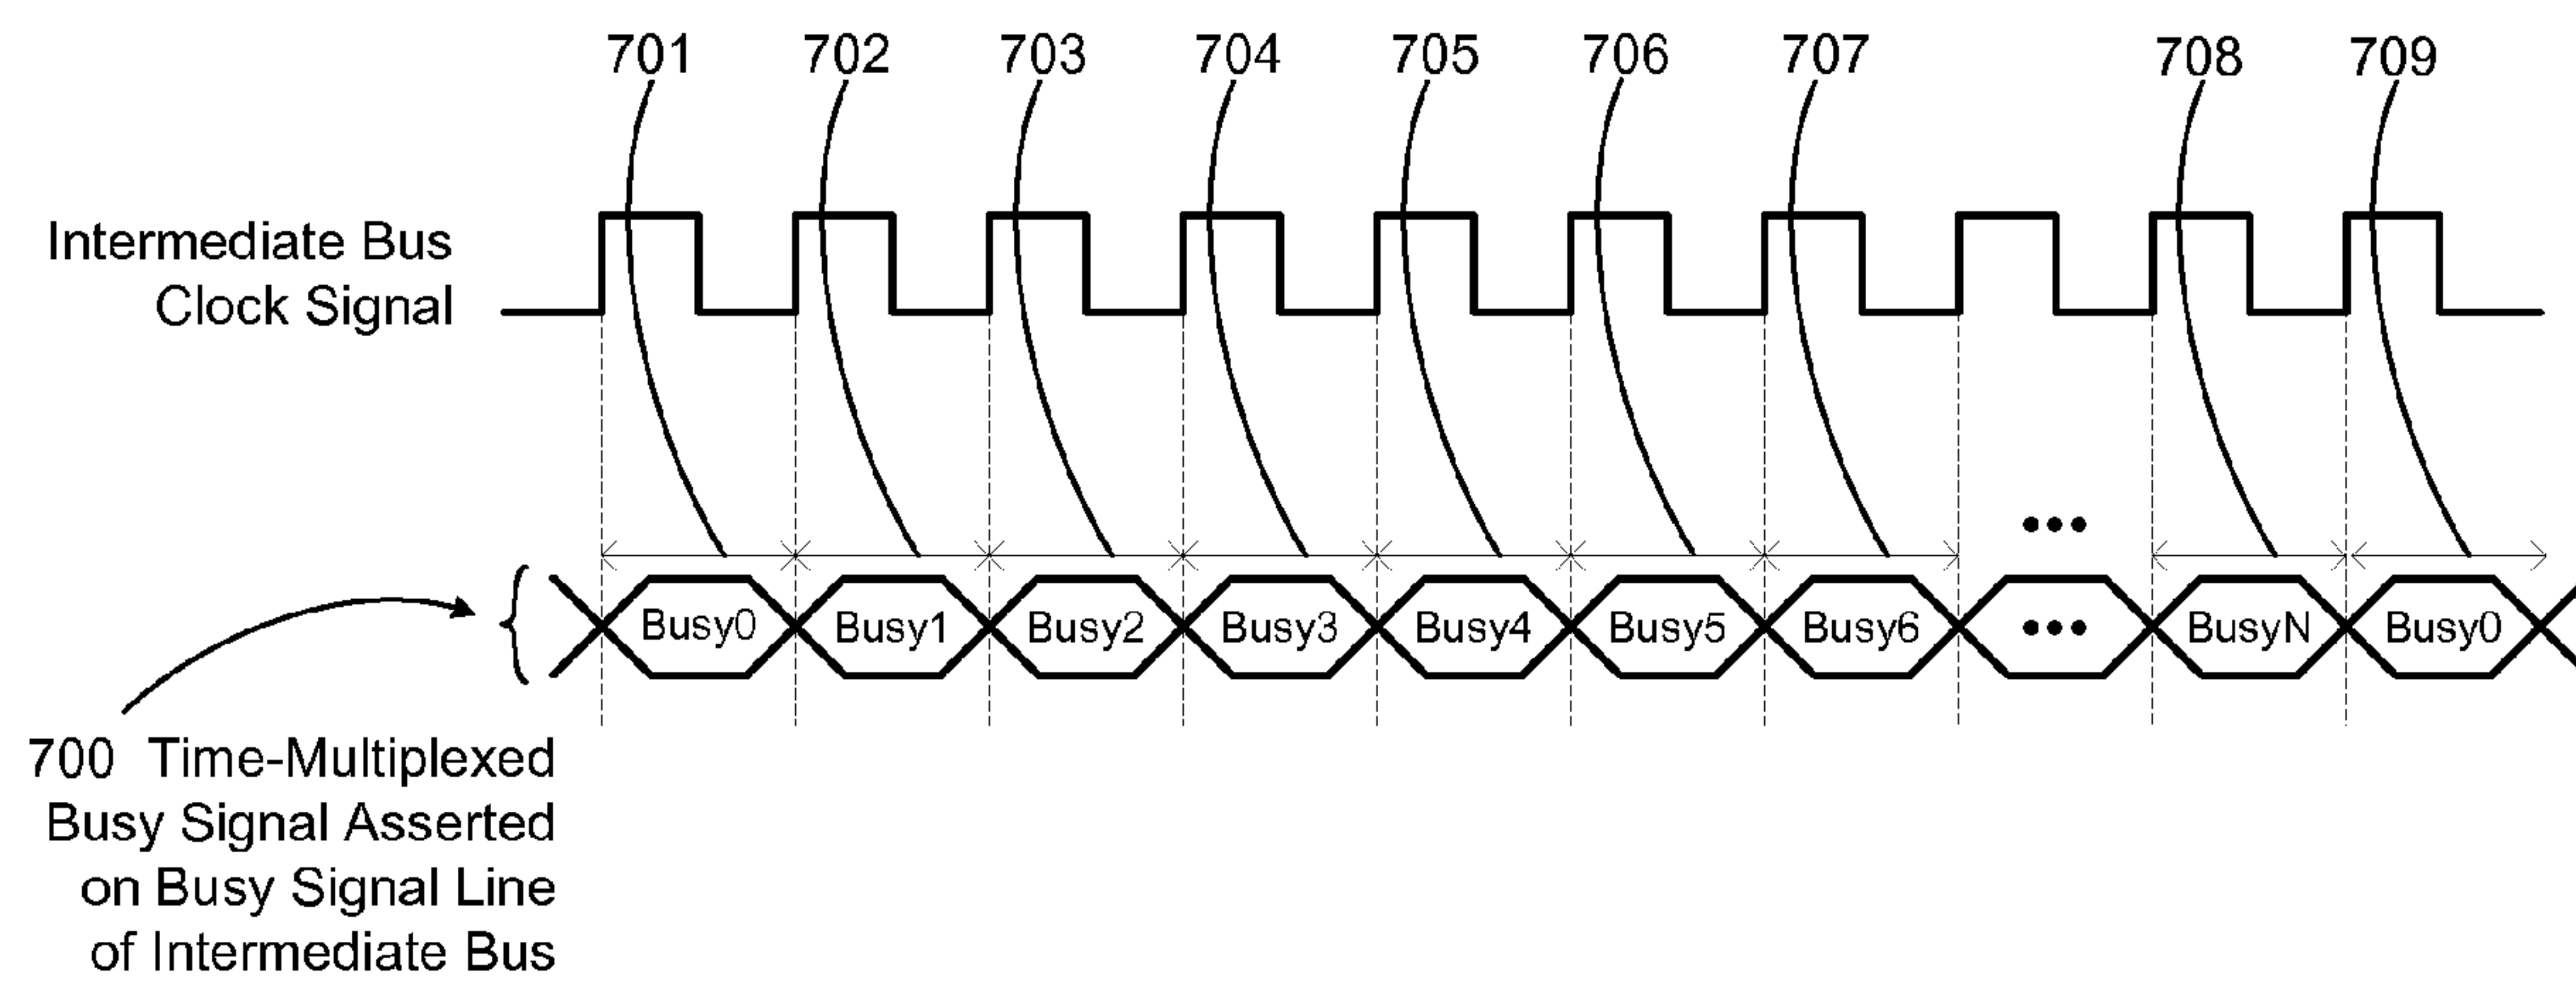 701 702 703 704 705 706 707 708 709
Intermediate Bus
Clock Signal
•••
Busy0 Busy1 Busy2 Busy3 Busy4 Busy5 Busy6 ••• BusyN Busy0
700 Time-Multiplexed
Busy Signal Asserted
on Busy Signal Line
of Intermediate Bus